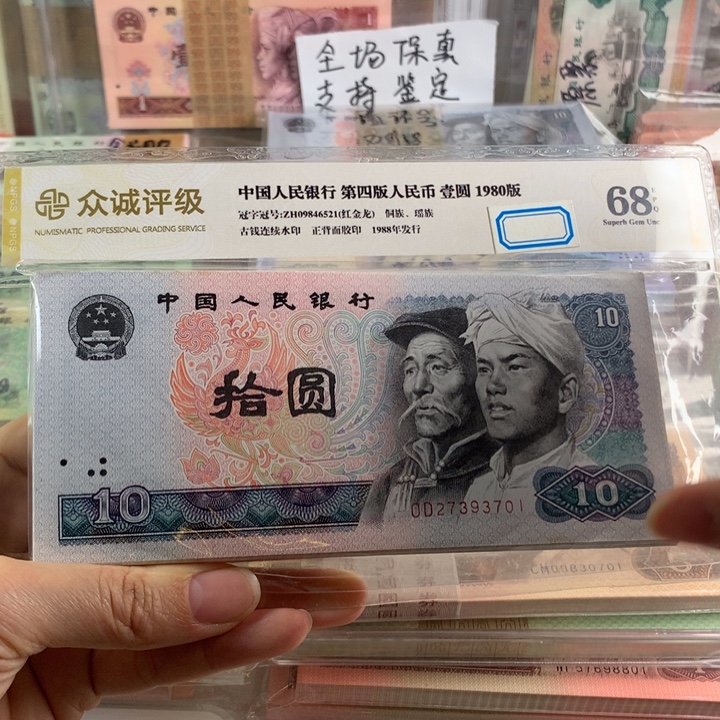 全场保真
支持鉴定
众诚评级
NUMISMATIC PROFESSIONAL GRADING SERVICE
中国人民银行 第四版人民币 壹圆 1980版
冠字冠号:ZH09846521(红金龙) 侗族、瑶族
古钱连续水印 正背面胶印 1988年发行
68
EPQ
Superb Gem Unc
中国人民银行
10
拾圆
10
OD27393701
10
CH09830701